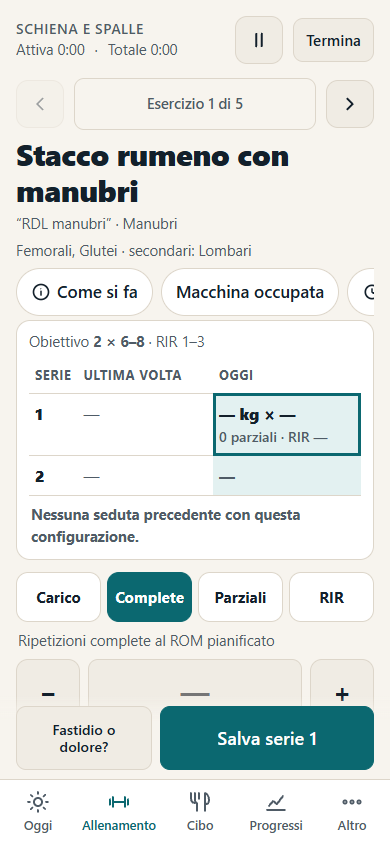 SCHIENA E SPALLE
Attiva 0:00 · Totale 0:00
Termina
Esercizio 1 di 5
Stacco rumeno con
manubri
“RDL manubri” · Manubri
Femorali, Glutei · secondari: Lombari
Come si fa
Macchina occupata
Obiettivo 2 × 6–8 · RIR 1–3
SERIE ULTIMA VOLTA OGGI
1 — — kg × —
0 parziali · RIR —
2 — —
Nessuna seduta precedente con questa
configurazione.
Carico Complete Parziali RIR
Ripetizioni complete al ROM pianificato
− — +
Fastidio o
dolore?
Salva serie 1
Oggi Allenamento Cibo Progressi Altro